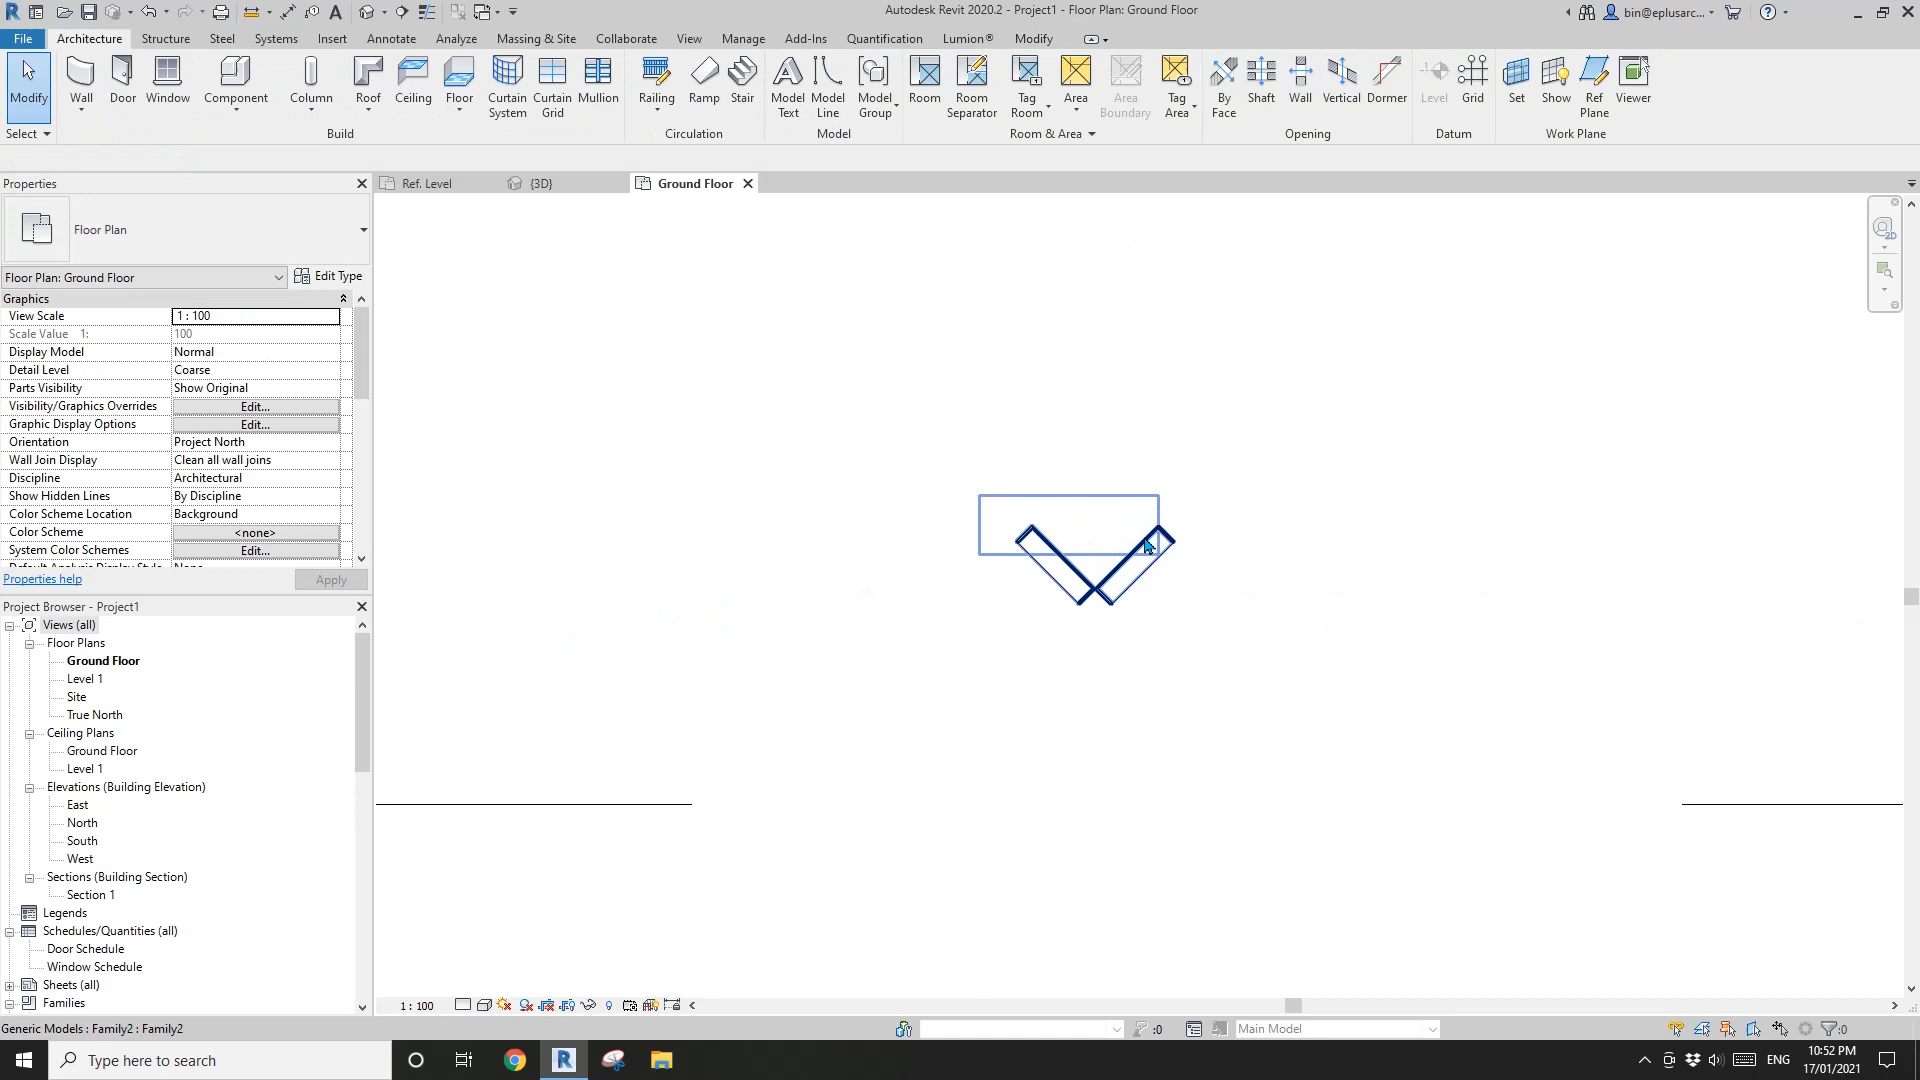 Autodesk Revit 2020.2 - Project1 - Floor Plan: Ground Floor
bin@eplusarc...
File Architecture Structure Steel Systems Insert Annotate Analyze Massing & Site Collaborate View Manage Add-Ins Quantification Lumion® Modify
Modify Wall Door Window Component Column Roof Ceiling Floor Curtain System Curtain Grid Mullion Railing Ramp Stair Model Text Model Line Model Group Room Room Separator Tag Room Area Area Boundary Tag Area By Face Shaft Wall Vertical Dormer Level Grid Set Show Ref Plane Viewer
Select Build Circulation Model Room & Area Opening Datum Work Plane
Properties
Ref. Level {3D} Ground Floor
Floor Plan
Floor Plan: Ground Floor Edit Type
Graphics
View Scale 1 : 100
Scale Value 1: 100
Display Model Normal
Detail Level Coarse
Parts Visibility Show Original
Visibility/Graphics Overrides Edit...
Graphic Display Options Edit...
Orientation Project North
Wall Join Display Clean all wall joins
Discipline Architectural
Show Hidden Lines By Discipline
Color Scheme Location Background
Color Scheme <none>
System Color Schemes Edit...
Default Analysis Display Style None
Properties help Apply
Project Browser - Project1
Views (all)
Floor Plans
Ground Floor
Level 1
Site
True North
Ceiling Plans
Ground Floor
Level 1
Elevations (Building Elevation)
East
North
South
West
Sections (Building Section)
Section 1
Legends
Schedules/Quantities (all)
Door Schedule
Window Schedule
Sheets (all)
Families
1 : 100
2D
Generic Models : Family2 : Family2
:0 Main Model :0
Type here to search
ENG
10:52 PM
17/01/2021